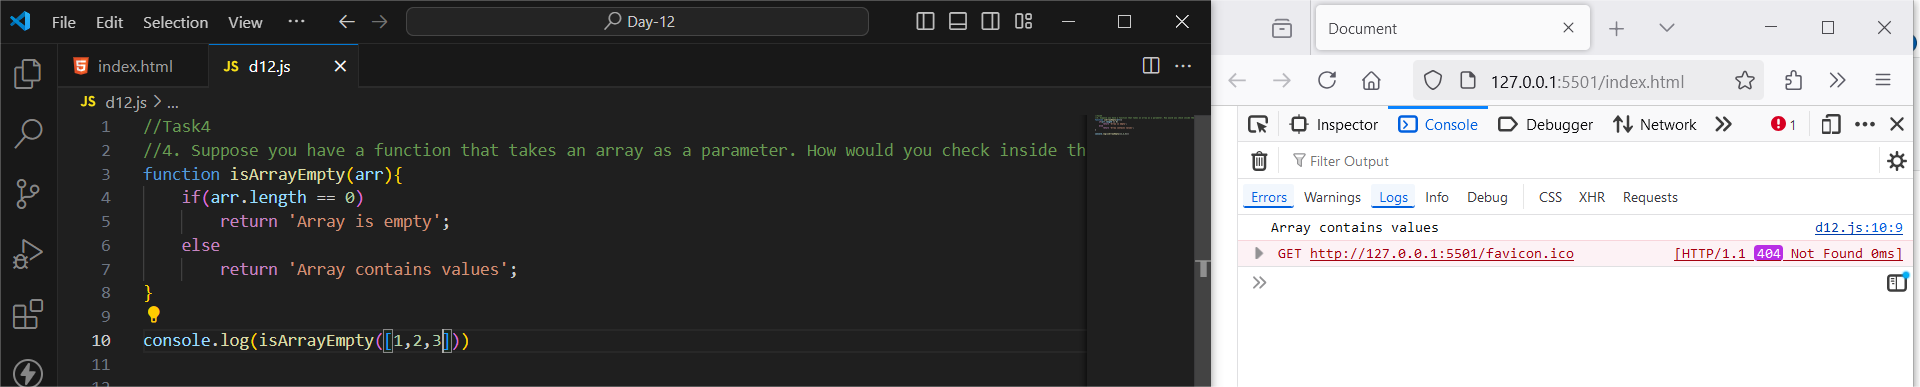 File Edit Selection View ··· Day-12
index.html JS d12.js
JS d12.js > ...
1 //Task4
2 //4. Suppose you have a function that takes an array as a parameter. How would you check inside th
3 function isArrayEmpty(arr){
4 if(arr.length == 0)
5 return 'Array is empty';
6 else
7 return 'Array contains values';
8 }
9
10 console.log(isArrayEmpty([1,2,3]))
11
Document
127.0.0.1:5501/index.html
Inspector Console Debugger Network 1
Filter Output
Errors Warnings Logs Info Debug CSS XHR Requests
Array contains values d12.js:10:9
GET http://127.0.0.1:5501/favicon.ico [HTTP/1.1 404 Not Found 0ms]